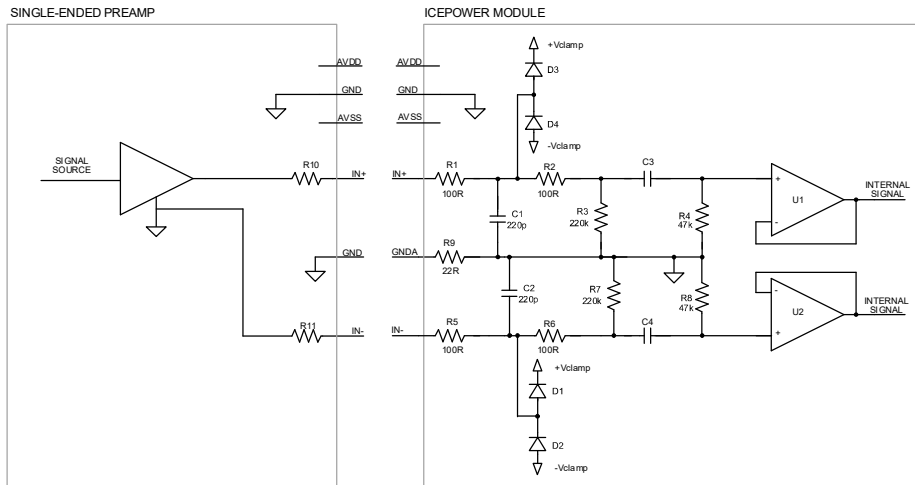 SINGLE-ENDED PREAMP
ICEPOWER MODULE
AVDD
AVDD
GND
GND
AVSS
AVSS
+Vclamp
D3
D4
-Vclamp
SIGNAL
SOURCE
R10
IN+
IN+
R1
100R
R2
100R
C3
C1
220p
R3
220k
R4
47k
+
-
U1
INTERNAL
SIGNAL
GND
GNDA
R9
22R
C2
220p
R7
220k
R8
47k
-
+
U2
INTERNAL
SIGNAL
R11
IN-
IN-
R5
100R
R6
100R
C4
+Vclamp
D1
D2
-Vclamp